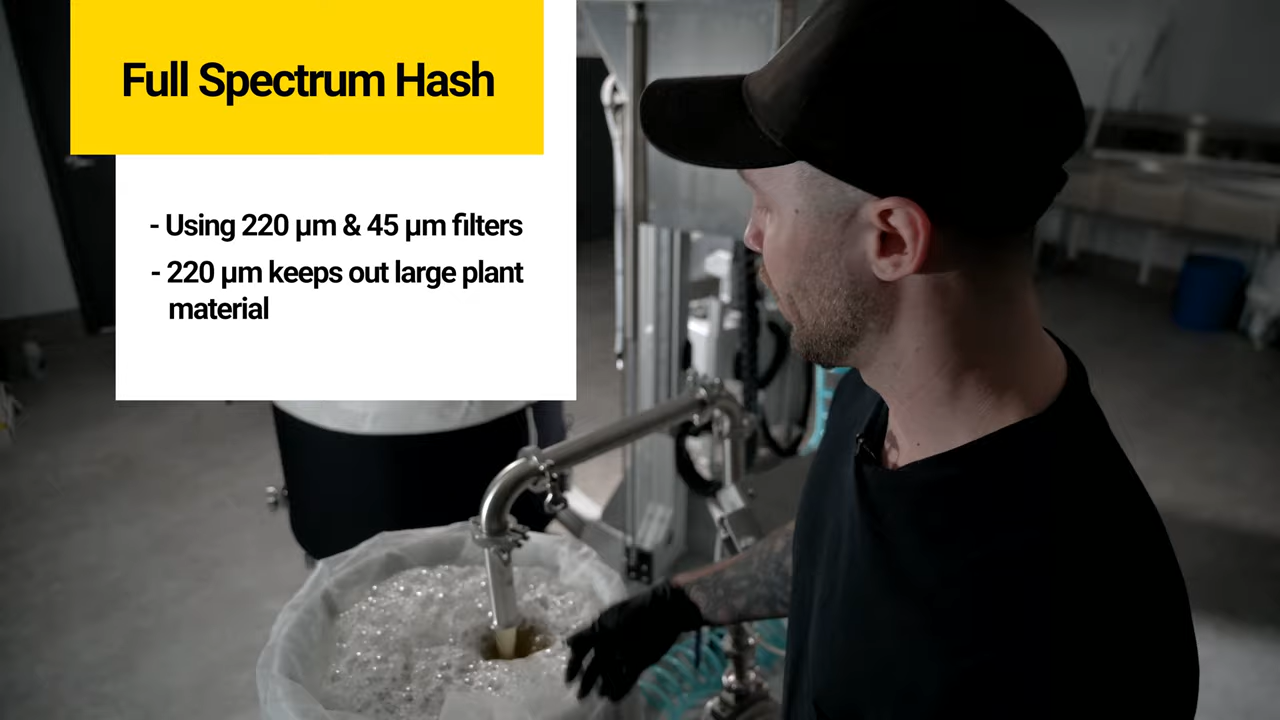 Full Spectrum Hash
- Using 220 µm & 45 µm filters
- 220 µm keeps out large plant
material